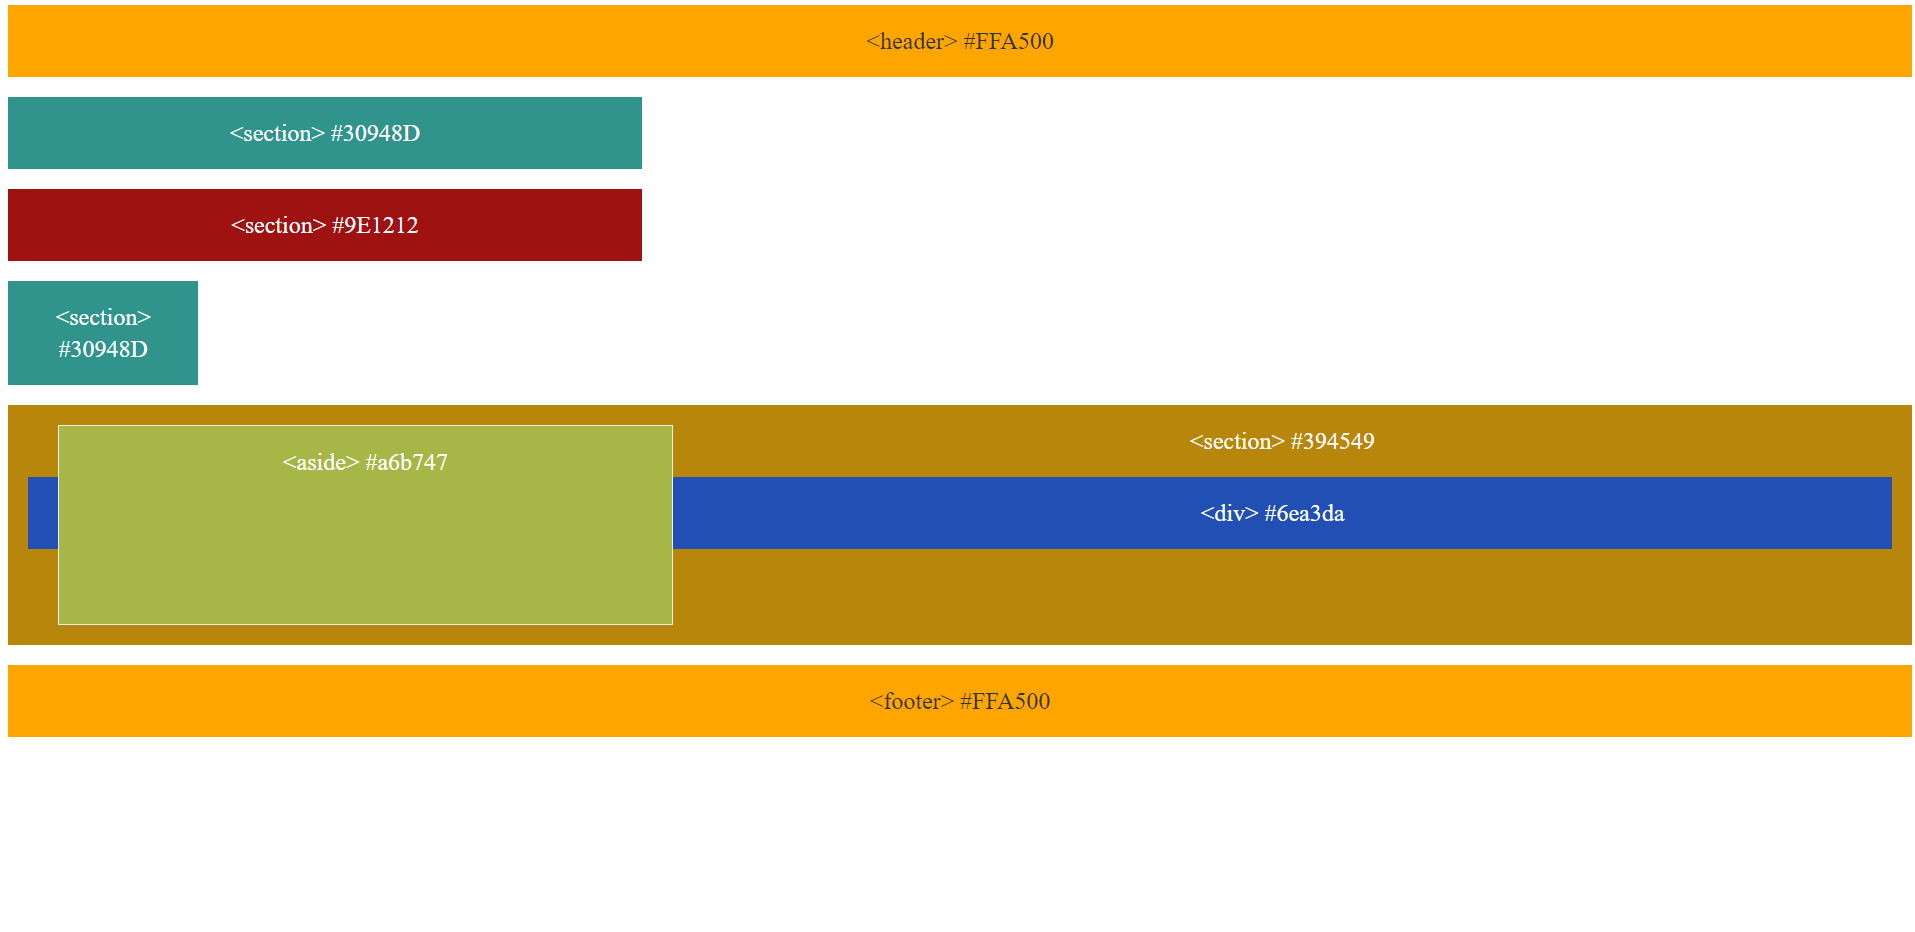 <header> #FFA500
<section> #30948D
<section> #9E1212
<section>
#30948D
<section> #394549
<aside> #a6b747
<div> #6ea3da
<footer> #FFA500